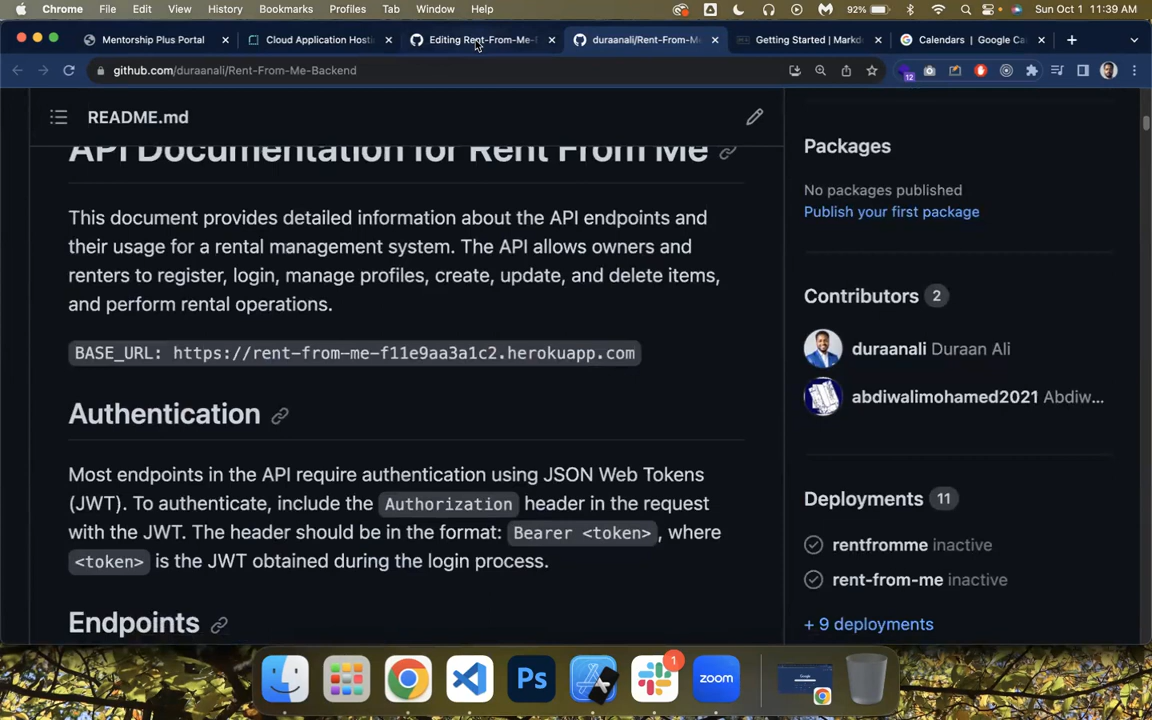 Chrome File Edit View History Bookmarks Profiles Tab Window Help
92% Sun Oct 1 11:39 AM
Mentorship Plus Portal
Cloud Application Hosti
Editing Rent-From-Me-
duraanali/Rent-From-M
Getting Started | Markd
Calendars | Google Ca
github.com/duraanali/Rent-From-Me-Backend
12
README.md
API Documentation for Rent From Me
This document provides detailed information about the API endpoints and
their usage for a rental management system. The API allows owners and
renters to register, login, manage profiles, create, update, and delete items,
and perform rental operations.
BASE_URL: https://rent-from-me-f11e9aa3a1c2.herokuapp.com
Authentication
Most endpoints in the API require authentication using JSON Web Tokens
(JWT). To authenticate, include the Authorization header in the request
with the JWT. The header should be in the format: Bearer <token>, where
<token> is the JWT obtained during the login process.
Endpoints
Packages
No packages published
Publish your first package
Contributors 2
duraanali Duraan Ali
abdiwalimohamed2021 Abdiw...
Deployments 11
rentfromme inactive
rent-from-me inactive
+ 9 deployments
Ps
1
zoom